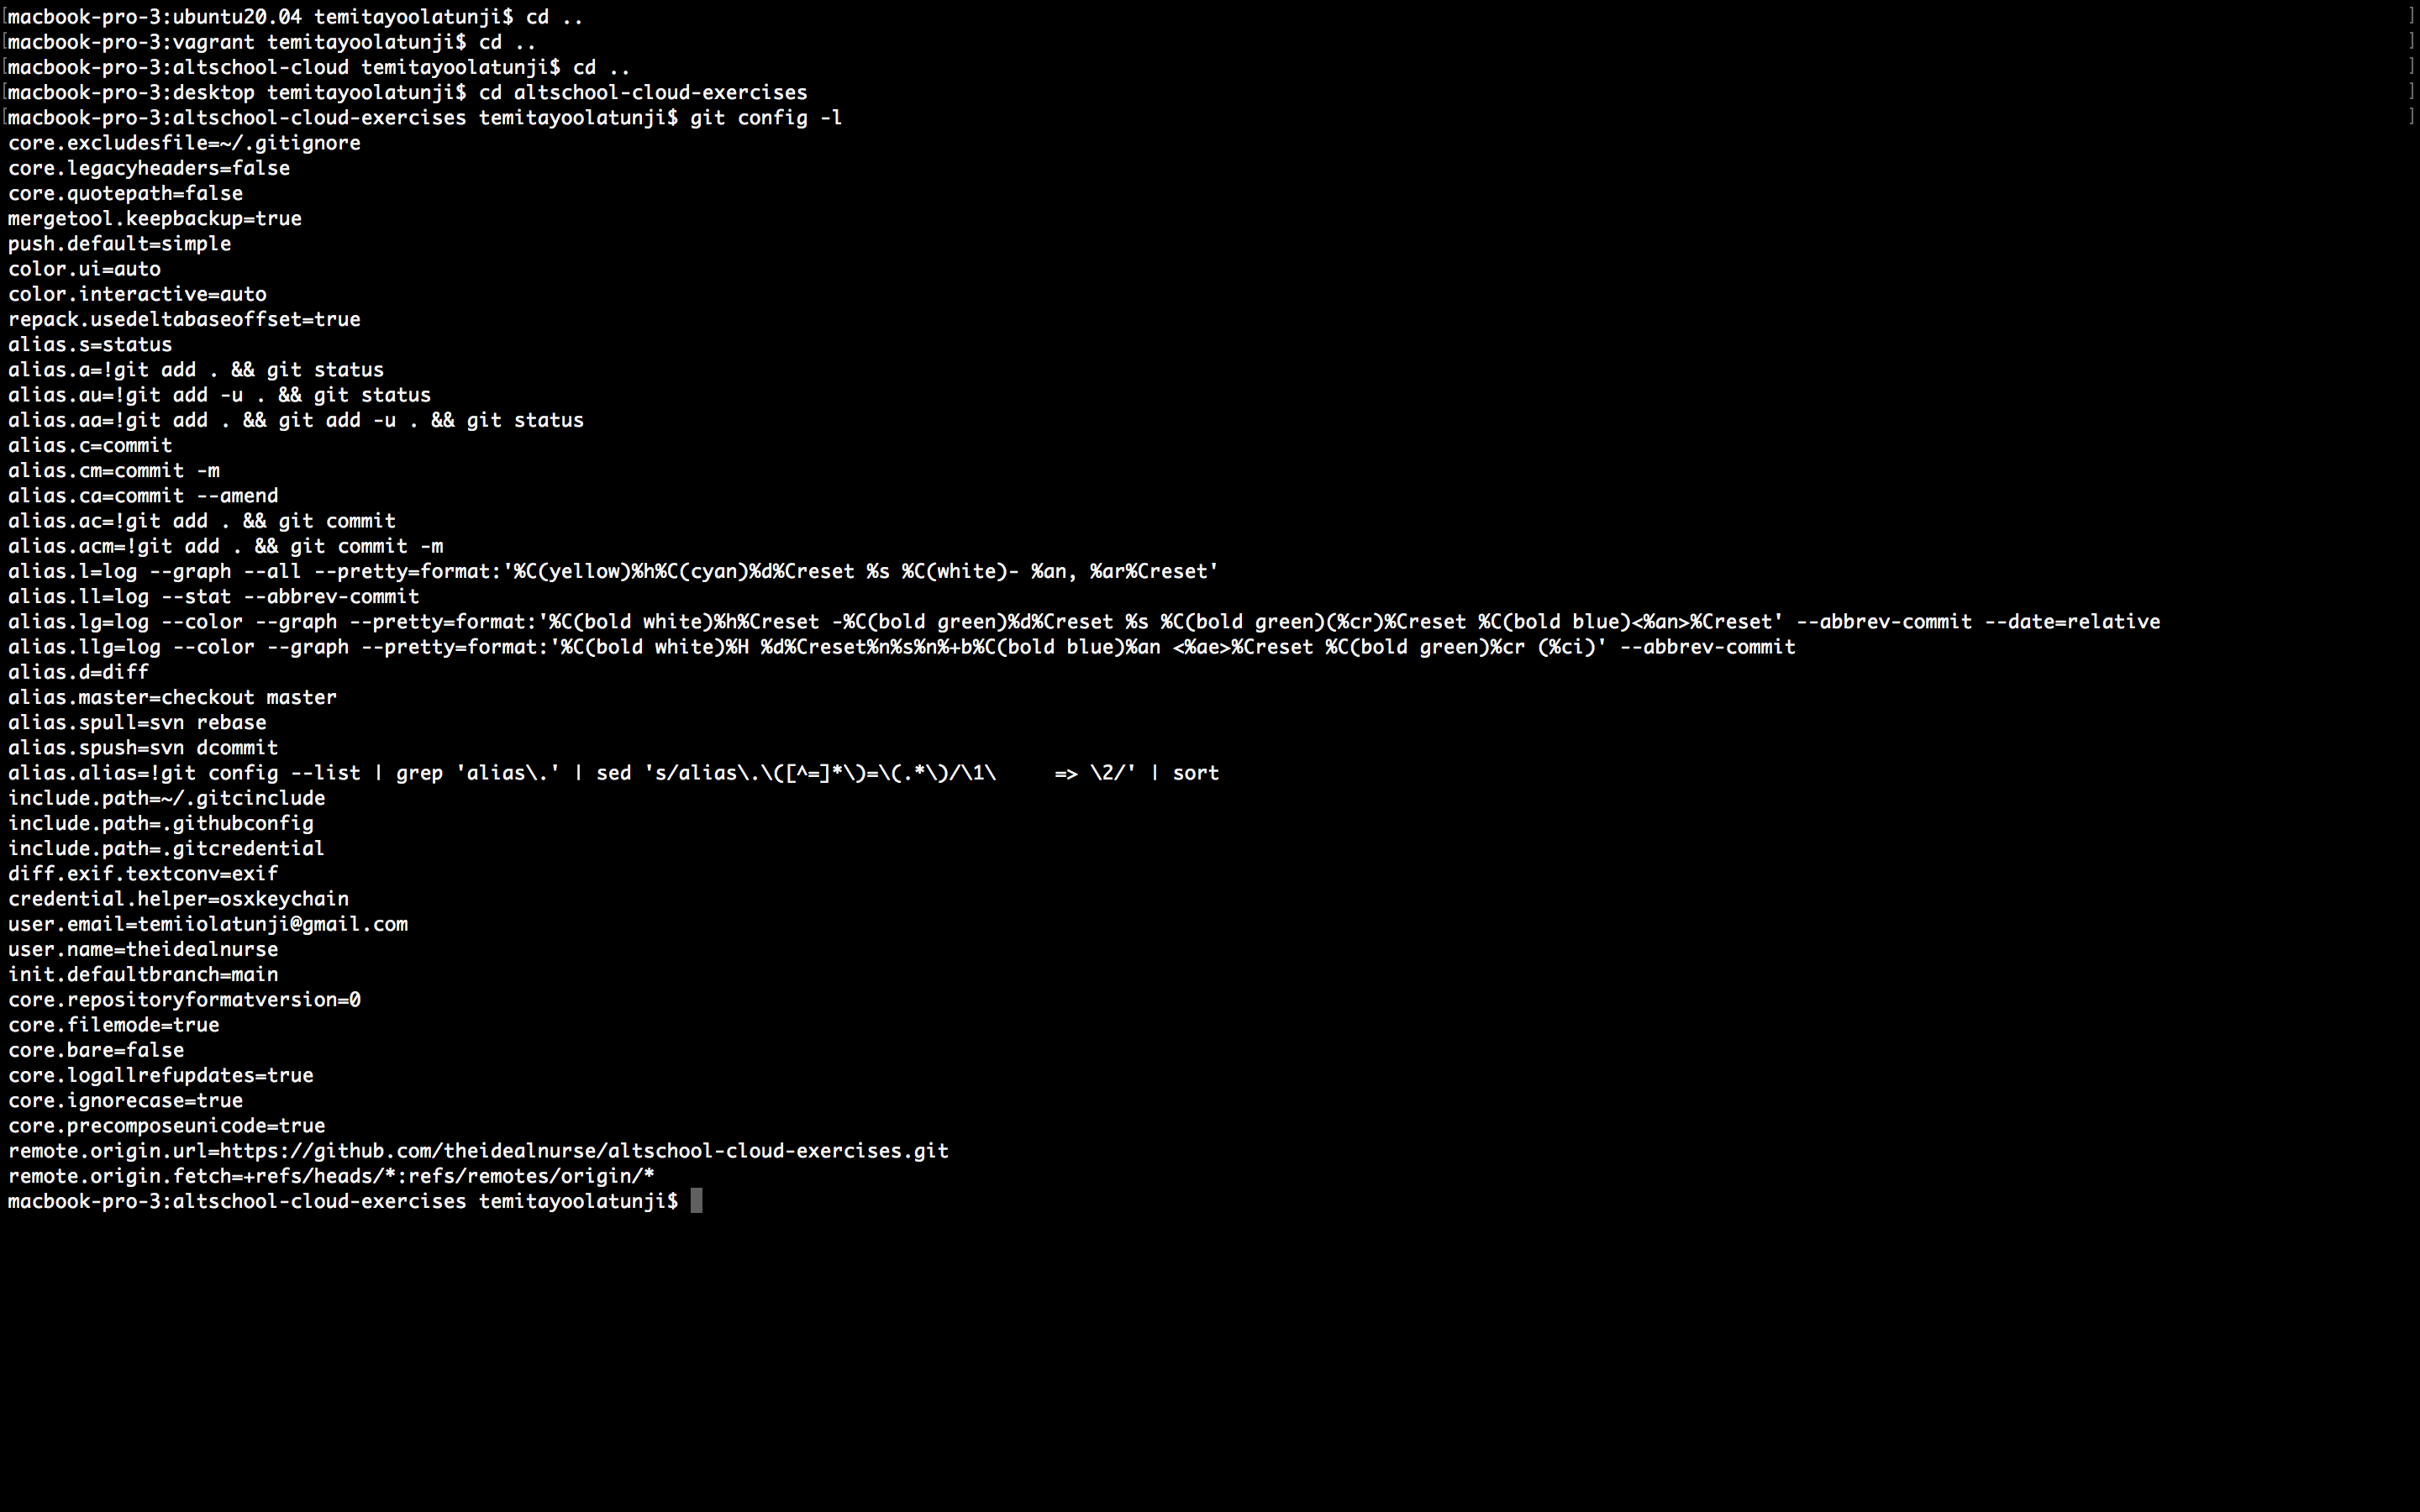 [macbook-pro-3:ubuntu20.04 temitayoolatunji$ cd .. ]
[macbook-pro-3:vagrant temitayoolatunji$ cd .. ]
[macbook-pro-3:altschool-cloud temitayoolatunji$ cd .. ]
[macbook-pro-3:desktop temitayoolatunji$ cd altschool-cloud-exercises ]
[macbook-pro-3:altschool-cloud-exercises temitayoolatunji$ git config -l ]
core.excludesfile=~/.gitignore
core.legacyheaders=false
core.quotepath=false
mergetool.keepbackup=true
push.default=simple
color.ui=auto
color.interactive=auto
repack.usedeltabaseoffset=true
alias.s=status
alias.a=!git add . && git status
alias.au=!git add -u . && git status
alias.aa=!git add . && git add -u . && git status
alias.c=commit
alias.cm=commit -m
alias.ca=commit --amend
alias.ac=!git add . && git commit
alias.acm=!git add . && git commit -m
alias.l=log --graph --all --pretty=format:'%C(yellow)%h%C(cyan)%d%Creset %s %C(white)- %an, %ar%Creset'
alias.ll=log --stat --abbrev-commit
alias.lg=log --color --graph --pretty=format:'%C(bold white)%h%Creset -%C(bold green)%d%Creset %s %C(bold green)(%cr)%Creset %C(bold blue)<%an>%Creset' --abbrev-commit --date=relative
alias.llg=log --color --graph --pretty=format:'%C(bold white)%H %d%Creset%n%s%n%+b%C(bold blue)%an <%ae>%Creset %C(bold green)%cr (%ci)' --abbrev-commit
alias.d=diff
alias.master=checkout master
alias.spull=svn rebase
alias.spush=svn dcommit
alias.alias=!git config --list | grep 'alias\.' | sed 's/alias\.\([^=]*\)=\(.*\)/\1\     => \2/' | sort
include.path=~/.gitcinclude
include.path=.githubconfig
include.path=.gitcredential
diff.exif.textconv=exif
credential.helper=osxkeychain
user.email=temiiolatunji@gmail.com
user.name=theidealnurse
init.defaultbranch=main
core.repositoryformatversion=0
core.filemode=true
core.bare=false
core.logallrefupdates=true
core.ignorecase=true
core.precomposeunicode=true
remote.origin.url=https://github.com/theidealnurse/altschool-cloud-exercises.git
remote.origin.fetch=+refs/heads/*:refs/remotes/origin/*
macbook-pro-3:altschool-cloud-exercises temitayoolatunji$